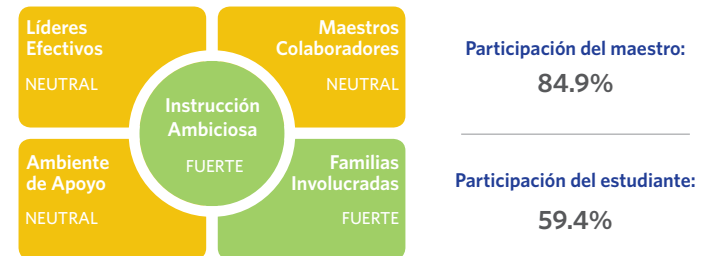 Líderes
Efectivos
NEUTRAL
Maestros
Colaboradores
NEUTRAL
Instrucción
Ambiciosa
FUERTE
Ambiente
de Apoyo
NEUTRAL
Familias
Involucradas
FUERTE
Participación del maestro:
84.9%
Participación del estudiante:
59.4%